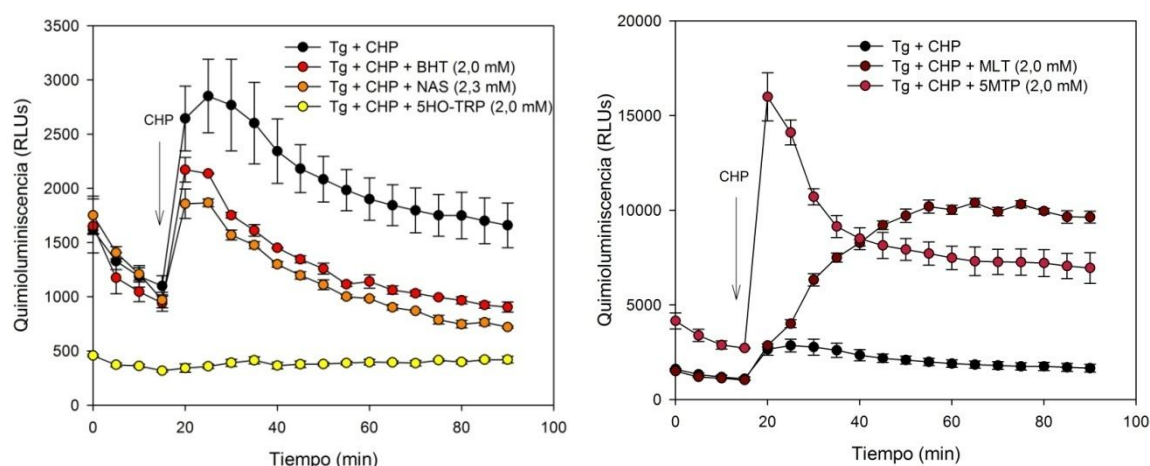 3500
3000
2500
2000
1500
1000
500
0
Quimioluminiscencia (RLUs)
Tg + CHP
Tg + CHP + BHT (2,0 mM)
Tg + CHP + NAS (2,3 mM)
Tg + CHP + 5HO-TRP (2,0 mM)
CHP
0 20 40 60 80 100
Tiempo (min)
20000
15000
10000
5000
0
Quimioluminiscencia (RLUs)
Tg + CHP
Tg + CHP + MLT (2,0 mM)
Tg + CHP + 5MTP (2,0 mM)
CHP
0 20 40 60 80 100
Tiempo (min)